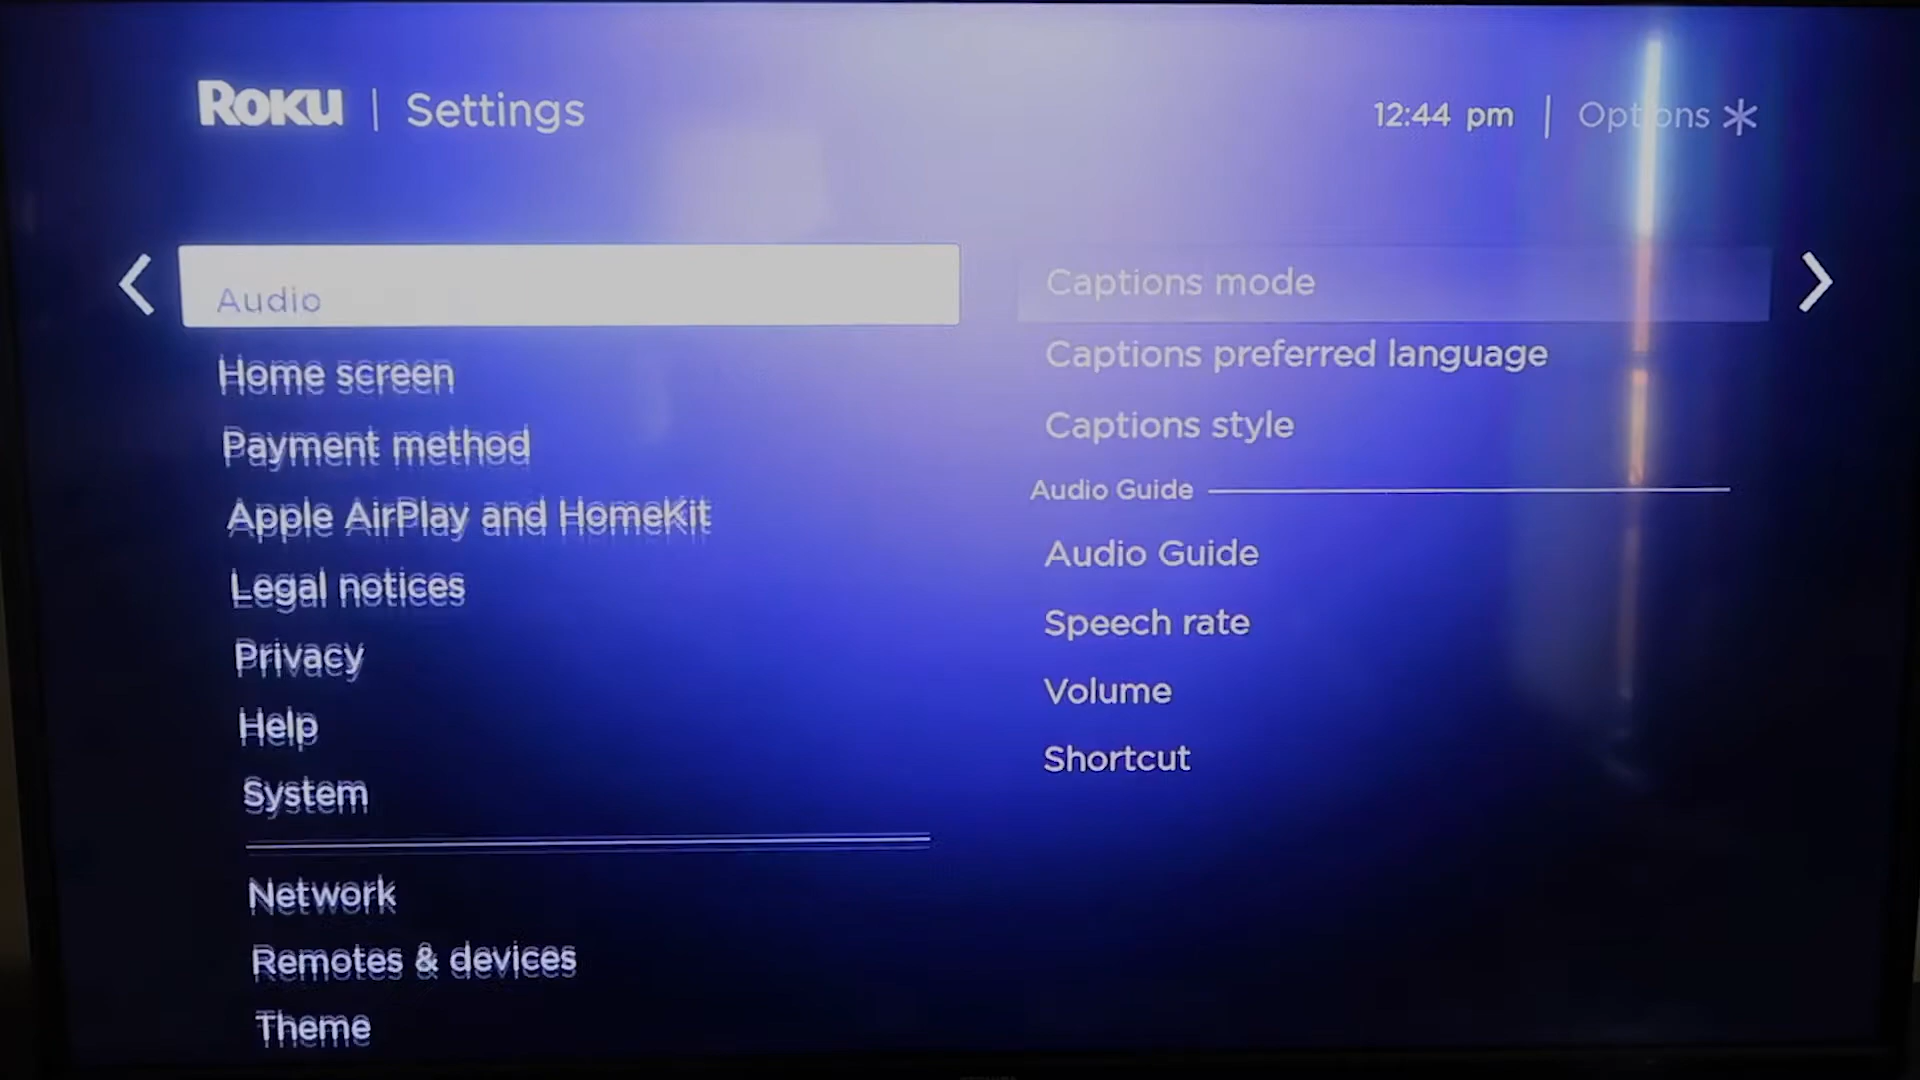 Roku | Settings
12:44 pm | Options *
Audio
Home screen
Payment method
Apple AirPlay and HomeKit
Legal notices
Privacy
Help
System
Network
Remotes & devices
Theme
Captions mode
Captions preferred language
Captions style
Audio Guide
Audio Guide
Speech rate
Volume
Shortcut